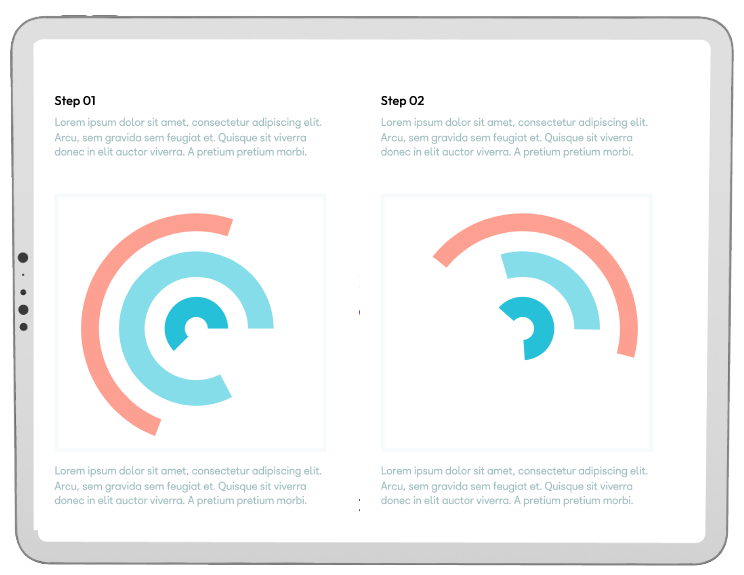 Step 01
Lorem ipsum dolor sit amet, consectetur adipiscing elit.
Arcu, sem gravida sem feugiat et. Quisque sit viverra
donec in elit auctor viverra. A pretium pretium morbi.
Lorem ipsum dolor sit amet, consectetur adipiscing elit.
Arcu, sem gravida sem feugiat et. Quisque sit viverra
donec in elit auctor viverra. A pretium pretium morbi.
Step 02
Lorem ipsum dolor sit amet, consectetur adipiscing elit.
Arcu, sem gravida sem feugiat et. Quisque sit viverra
donec in elit auctor viverra. A pretium pretium morbi.
Lorem ipsum dolor sit amet, consectetur adipiscing elit.
Arcu, sem gravida sem feugiat et. Quisque sit viverra
donec in elit auctor viverra. A pretium pretium morbi.